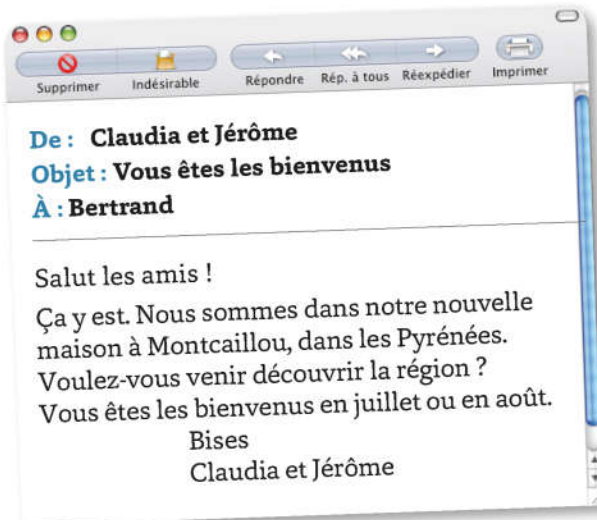 Supprimer Indésirable Répondre Rép. à tous Réexpédier Imprimer
De : Claudia et Jérôme
Objet : Vous êtes les bienvenus
À : Bertrand
Salut les amis !
Ça y est. Nous sommes dans notre nouvelle
maison à Montcaillou, dans les Pyrénées.
Voulez-vous venir découvrir la région ?
Vous êtes les bienvenus en juillet ou en août.
Bises
Claudia et Jérôme